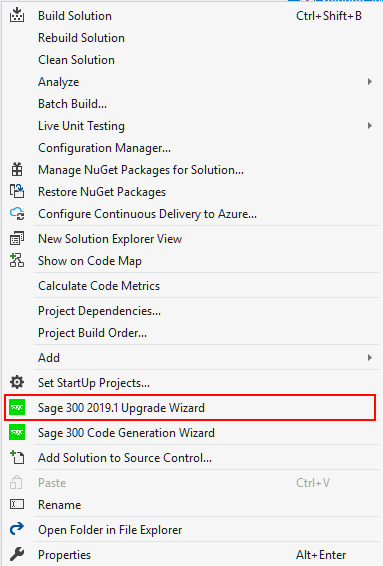 Build Solution Ctrl+Shift+B
Rebuild Solution
Clean Solution
Analyze
Batch Build...
Live Unit Testing
Configuration Manager...
Manage NuGet Packages for Solution...
Restore NuGet Packages
Configure Continuous Delivery to Azure...
New Solution Explorer View
Show on Code Map
Calculate Code Metrics
Project Dependencies...
Project Build Order...
Add
Set StartUp Projects...
Sage 300 2019.1 Upgrade Wizard
Sage 300 Code Generation Wizard
Add Solution to Source Control...
Paste Ctrl+V
Rename
Open Folder in File Explorer
Properties Alt+Enter